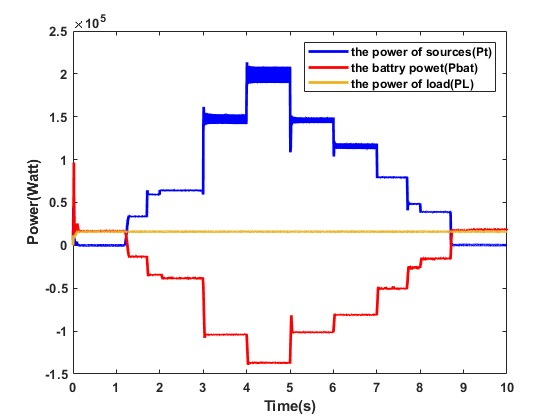 ×10⁵
2.5
2
1.5
1
0.5
0
-0.5
-1
-1.5
Power(Watt)
the power of sources(Pt)
the battry powet(Pbat)
the power of load(PL)
0 1 2 3 4 5 6 7 8 9 10
Time(s)